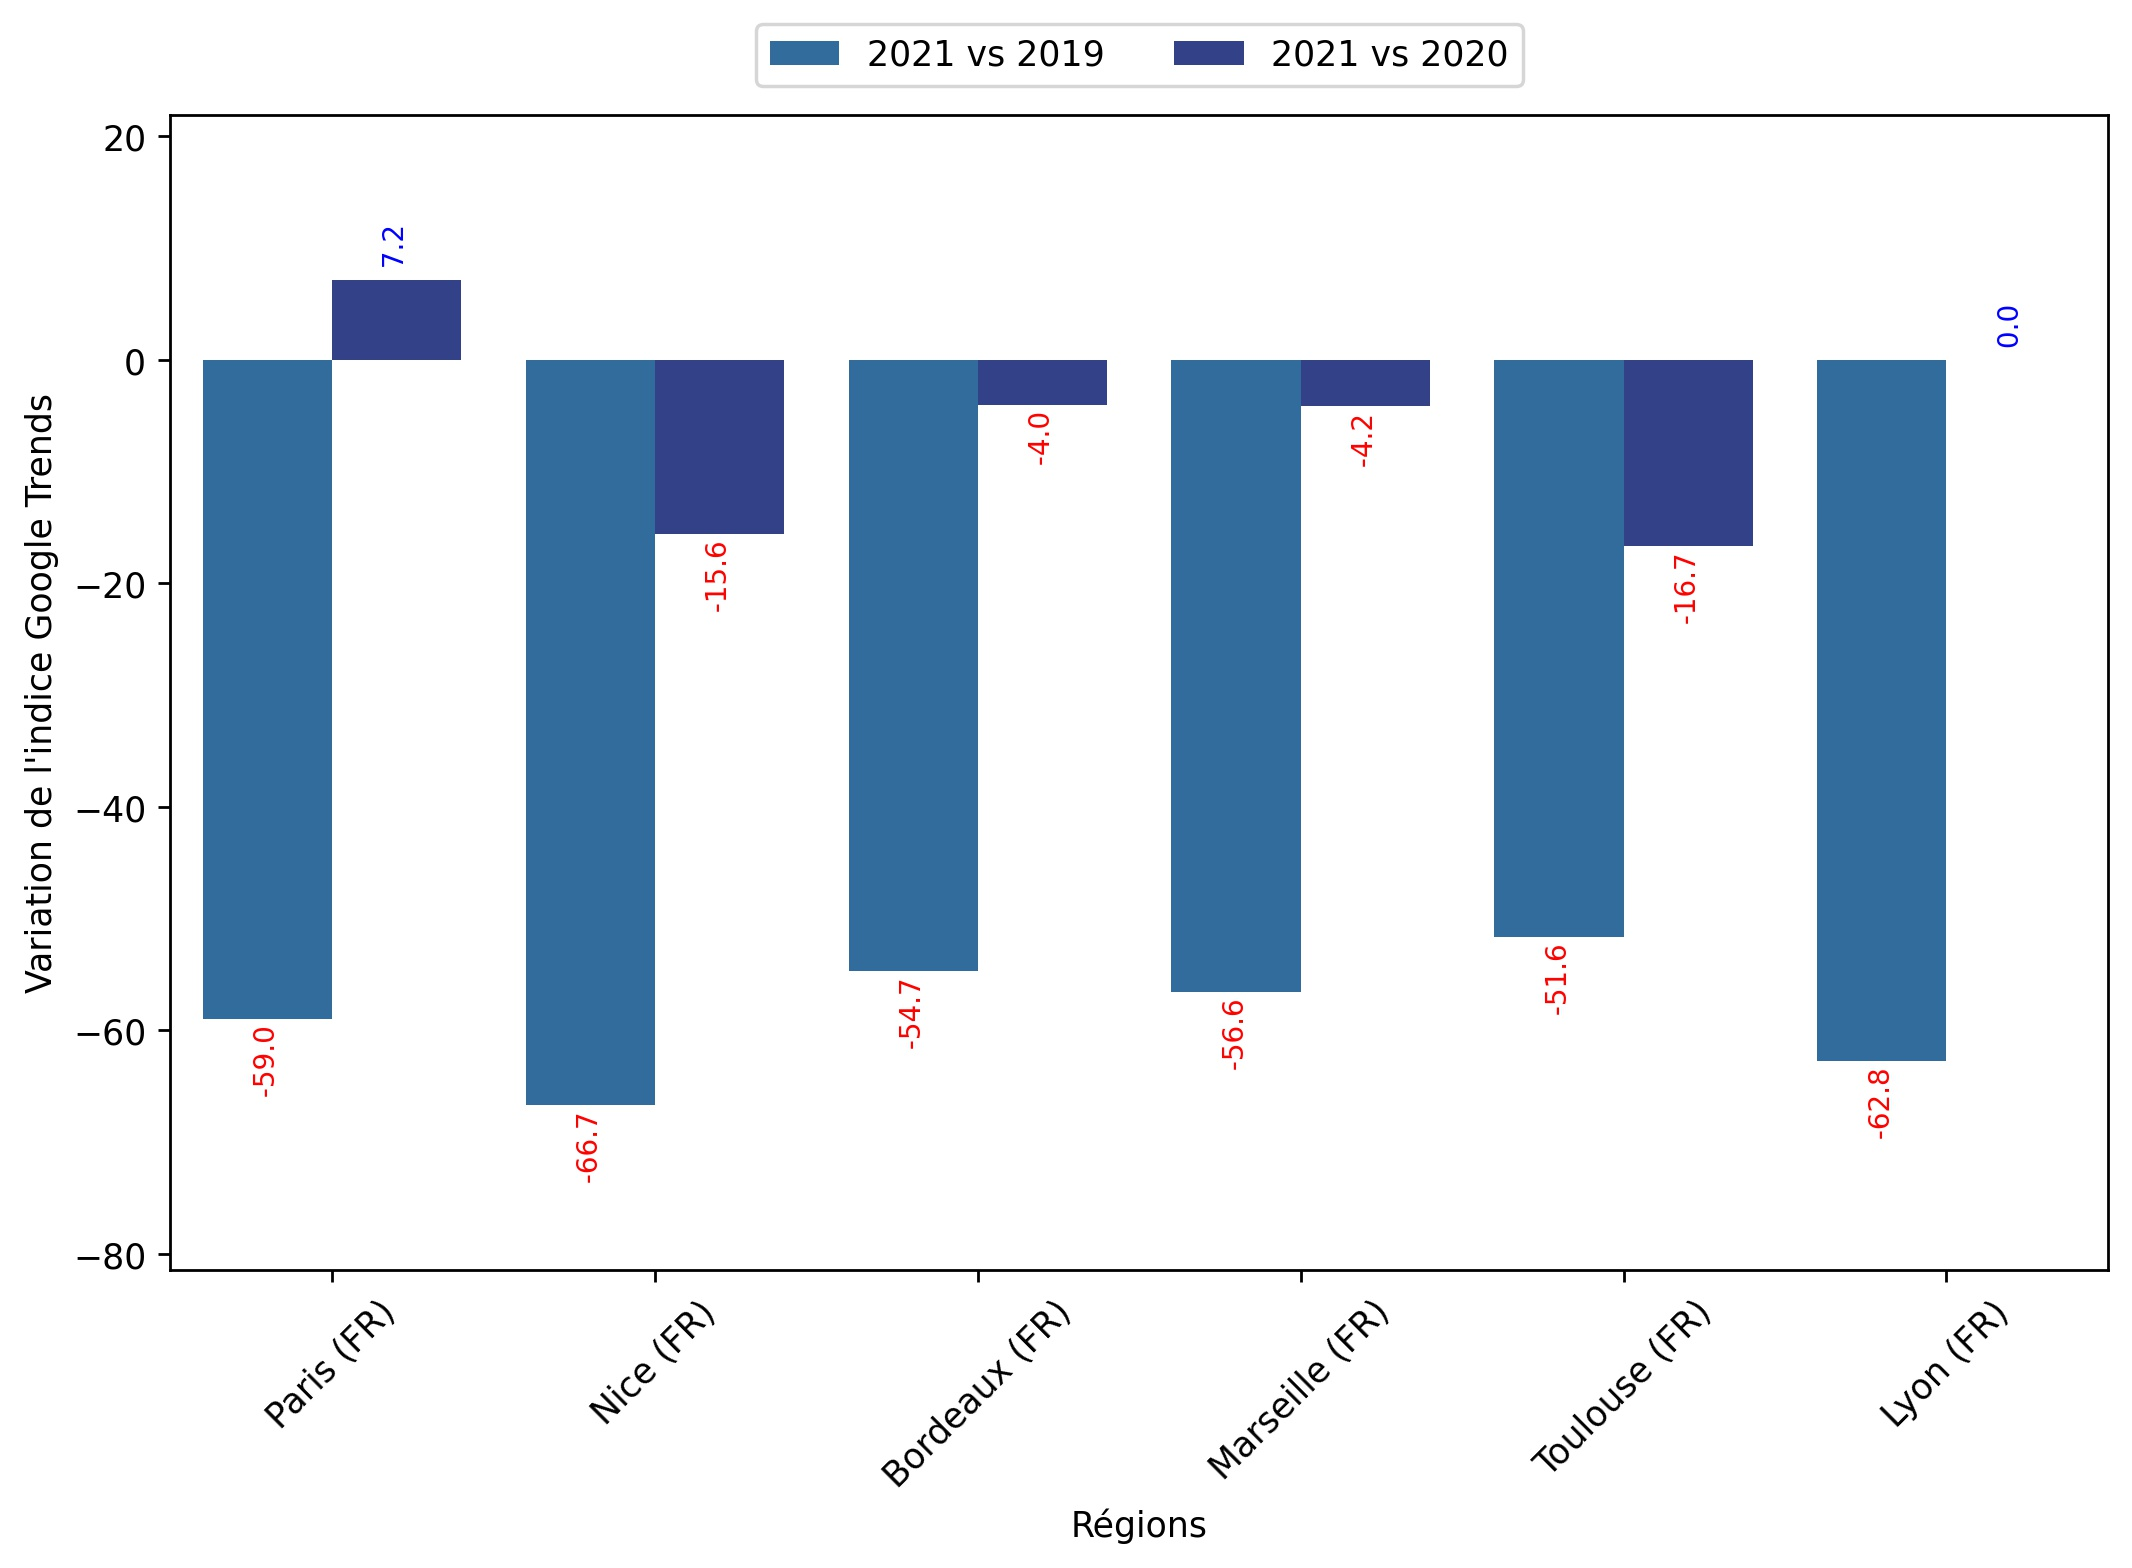 2021 vs 2019
2021 vs 2020
Variation de l'indice Google Trends
20
0
−20
−40
−60
−80
-59.0
7.2
-66.7
-15.6
-54.7
-4.0
-56.6
-4.2
-51.6
-16.7
-62.8
0.0
Paris (FR)
Nice (FR)
Bordeaux (FR)
Marseille (FR)
Toulouse (FR)
Lyon (FR)
Régions